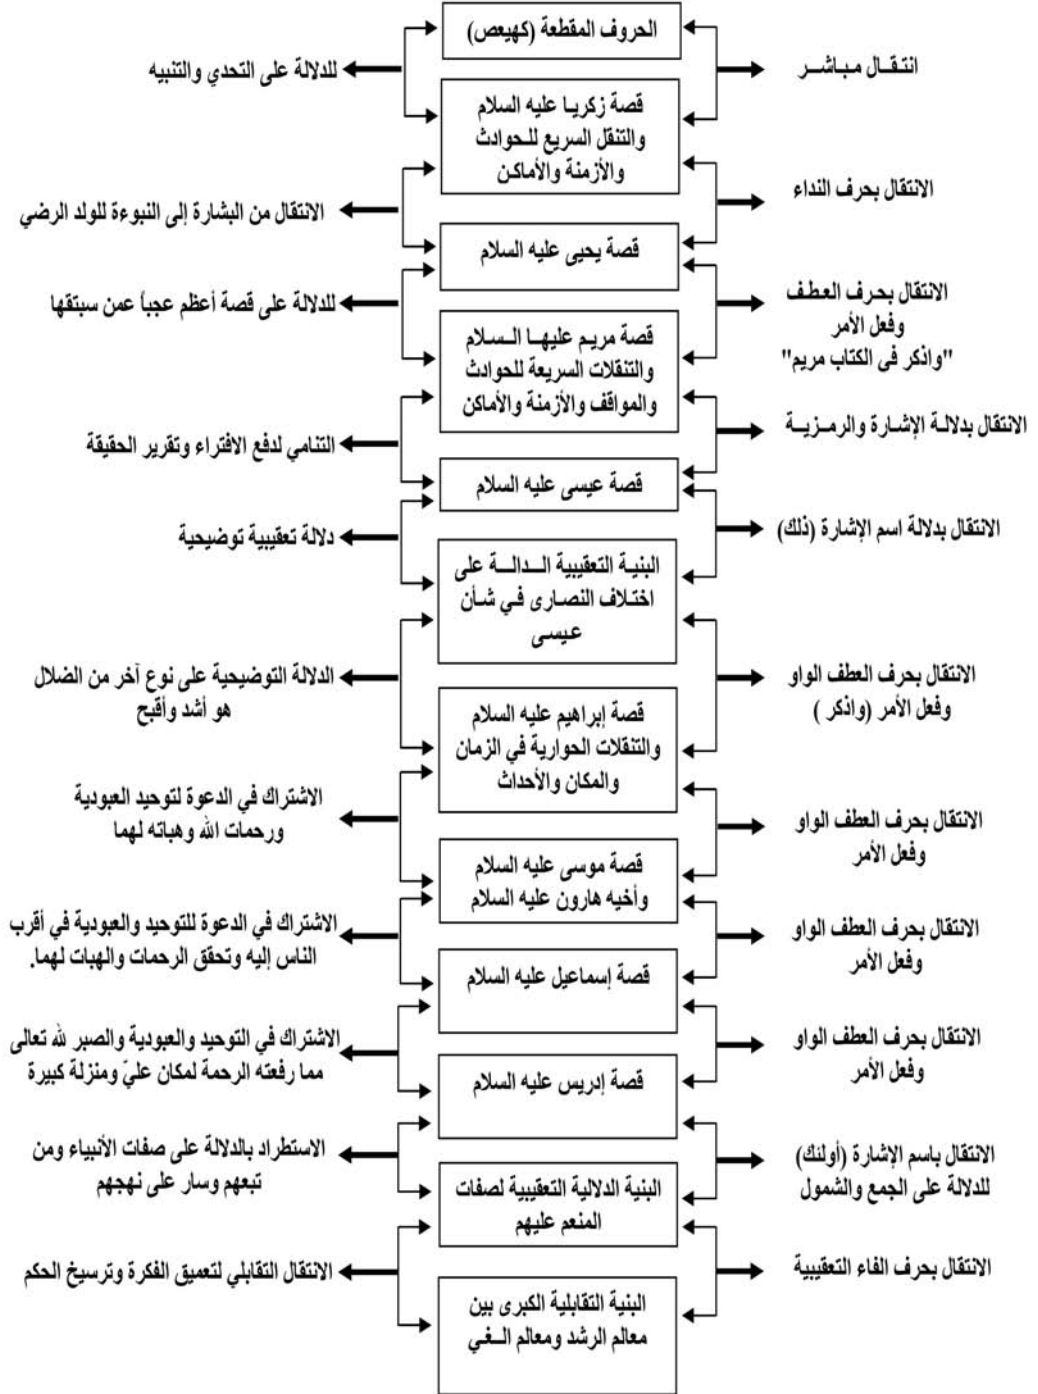 الحروف المقطعة (كهيعص)
انتقال مباشر
للدلالة على التحدي والتنبيه
قصة زكريا عليه السلام
والتنقل السريع للحوادث
والأزمنة والأماكن
الانتقال بحرف النداء
الانتقال من البشارة إلى النبوءة للولد الرضي
قصة يحيى عليه السلام
الانتقال بحرف العطف
وفعل الأمر
"واذكر في الكتاب مريم"
للدلالة على قصة أعظم عجباً عمن سبتقها
قصة مريم عليها السلام
والتنقلات السريعة للحوادث
والمواقف والأزمنة والأماكن
الانتقال بدلالة الإشارة والرمزية
التنامي لدفع الافتراء وتقرير الحقيقة
قصة عيسى عليه السلام
الانتقال بدلالة اسم الإشارة (ذلك)
دلالة تعقيبية توضيحية
البنية التعقيبية الدالة على
اختلاف النصارى في شأن
عيسى
الانتقال بحرف العطف الواو
وفعل الأمر (واذكر )
الدلالة التوضيحية على نوع آخر من الضلال
هو أشد وأقبح
قصة إبراهيم عليه السلام
والتنقلات الحوارية في الزمان
والمكان والأحداث
الانتقال بحرف العطف الواو
وفعل الأمر
الاشتراك في الدعوة لتوحيد العبودية
ورحمات الله وهباته لهما
قصة موسى عليه السلام
وأخيه هارون عليه السلام
الانتقال بحرف العطف الواو
وفعل الأمر
الاشتراك في الدعوة للتوحيد والعبودية في أقرب
الناس إليه وتحقق الرحمات والهبات لهما.
قصة إسماعيل عليه السلام
الانتقال بحرف العطف الواو
وفعل الأمر
الاشتراك في التوحيد والعبودية والصبر لله تعالى
مما رفعته الرحمة لمكان عليّ ومنزلة كبيرة
قصة إدريس عليه السلام
الانتقال باسم الإشارة (أولئك)
للدلالة على الجمع والشمول
الاستطراد بالدلالة على صفات الأنبياء ومن
تبعهم وسار على نهجهم
البنية الدلالية التعقيبية لصفات
المنعم عليهم
الانتقال بحرف الفاء التعقيبية
الانتقال التقابلي لتعميق الفكرة وترسيخ الحكم
البنية التقابلية الكبرى بين
معالم الرشد ومعالم الغي